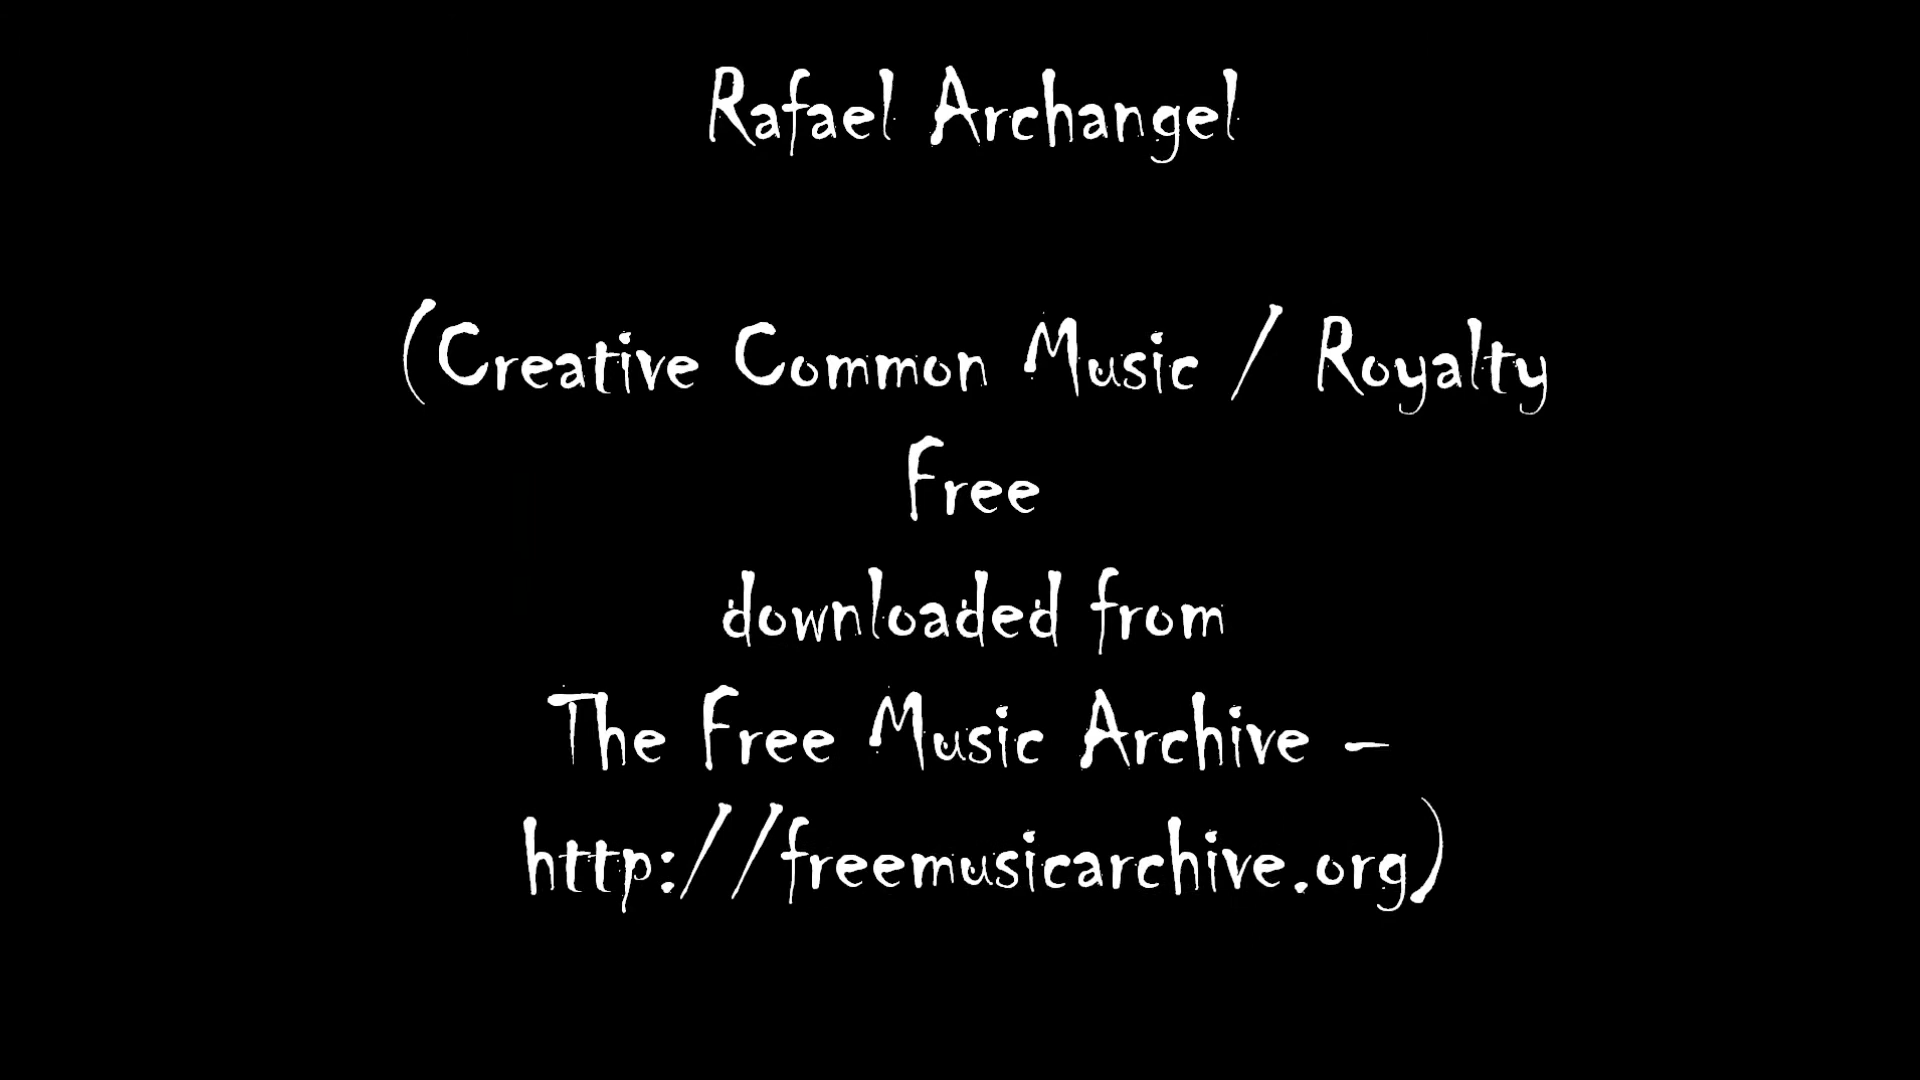 Rafael Archangel
(Creative Common Music / Royalty
Free
downloaded from
The Free Music Archive -
http://freemusicarchive.org)